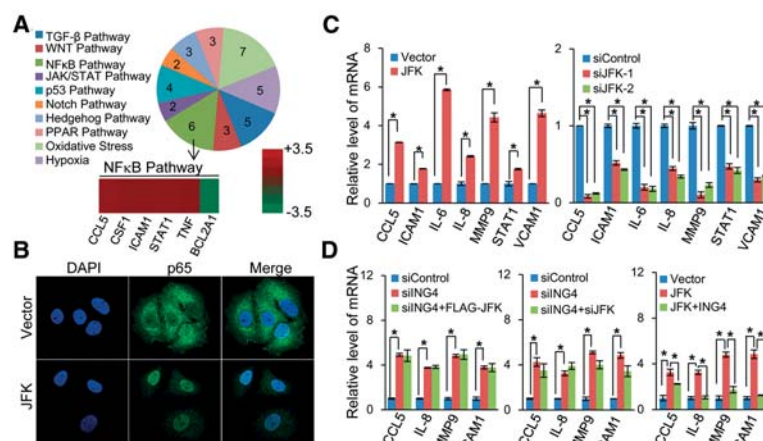 A
TGF-β Pathway
WNT Pathway
NFκB Pathway
JAK/STAT Pathway
p53 Pathway
Notch Pathway
Hedgehog Pathway
PPAR Pathway
Oxidative Stress
Hypoxia
3 3 7
2
4 5
2
6 3 5
NFκB Pathway
+3.5
-3.5
CCL5 CSF1 ICAM1 STAT1 TNF BCL2A1
B
DAPI p65 Merge
Vector
JFK
C
Relative level of mRNA
8
6
4
2
0
Vector
JFK
* * * * * * *
CCL5 ICAM1 IL-6 IL-8 MMP9 STAT1 VCAM1
2
1
0
siControl
siJFK-1
siJFK-2
* * * * * * *
* * * * * * *
CCL5 ICAM1 IL-6 IL-8 MMP9 STAT1 VCAM1
D
Relative level of mRNA
12
8
4
0
siControl
siING4
siING4+FLAG-JFK
* * * *
CCL5 IL-8 MMP9 VCAM1
12
8
4
0
siControl
siING4
siING4+siJFK
* * * *
CCL5 IL-8 MMP9 VCAM1
12
8
4
0
Vector
JFK
JFK+ING4
* * * * * * * *
CCL5 IL-8 MMP9 VCAM1